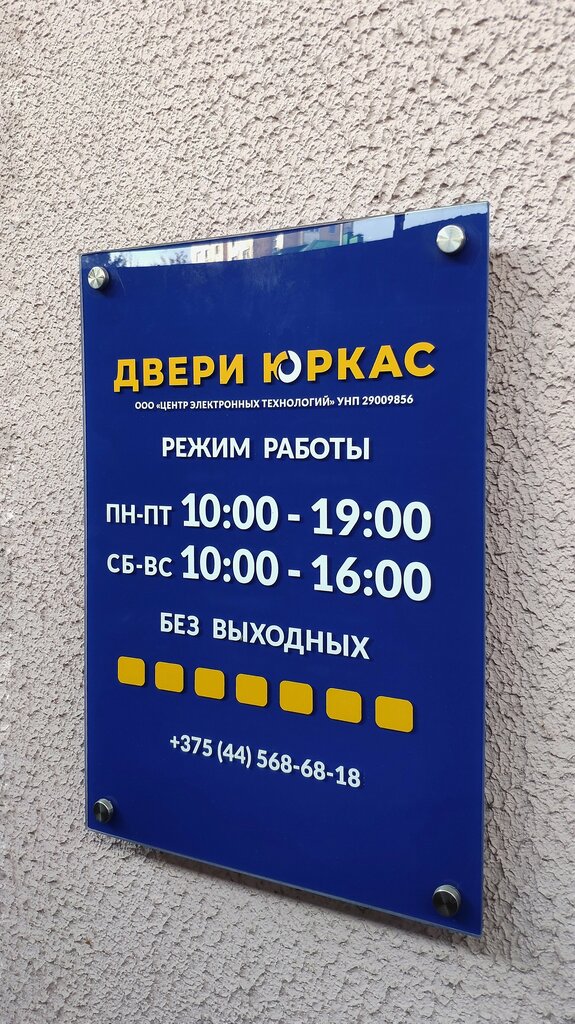 ДВЕРИ ЮРКАС
ООО «ЦЕНТР ЭЛЕКТРОННЫХ ТЕХНОЛОГИЙ» УНП 29009856
РЕЖИМ РАБОТЫ
ПН-ПТ 10:00 - 19:00
СБ-ВС 10:00 - 16:00
БЕЗ ВЫХОДНЫХ
+375 (44) 568-68-18